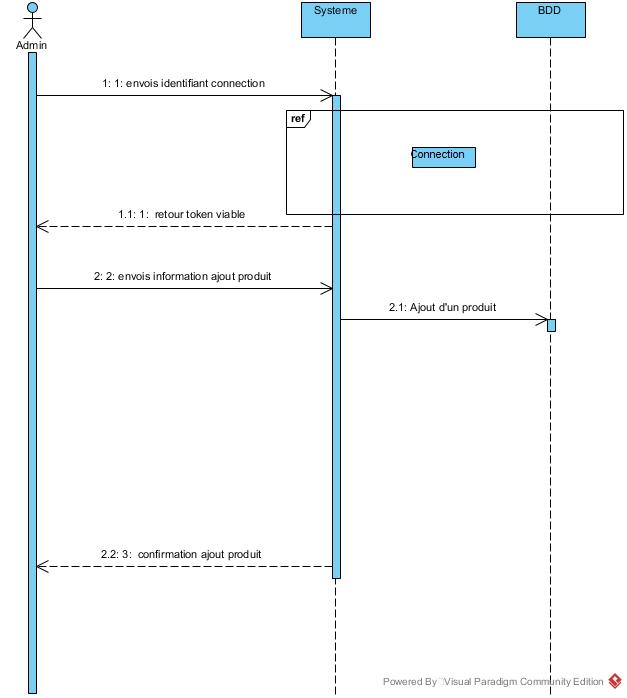 Systeme
BDD
Admin
1: 1: envois identifiant connection
ref
Connection
1.1: 1: retour token viable
2: 2: envois information ajout produit
2.1: Ajout d'un produit
2.2: 3: confirmation ajout produit
Powered By Visual Paradigm Community Edition